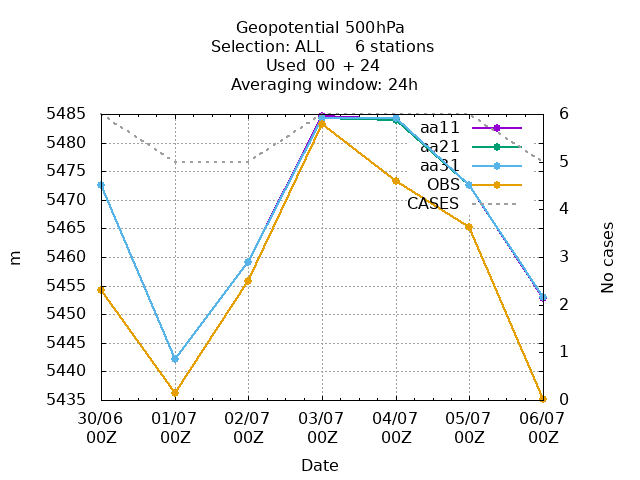 Geopotential 500hPa
Selection: ALL 6 stations
Used 00 + 24
Averaging window: 24h
5485
5480
5475
5470
5465
5460
5455
5450
5445
5440
5435
m
6
5
4
3
2
1
0
No cases
aa11
aa21
aa31
OBS
CASES
30/06 01/07 02/07 03/07 04/07 05/07 06/07
00Z 00Z 00Z 00Z 00Z 00Z 00Z
Date